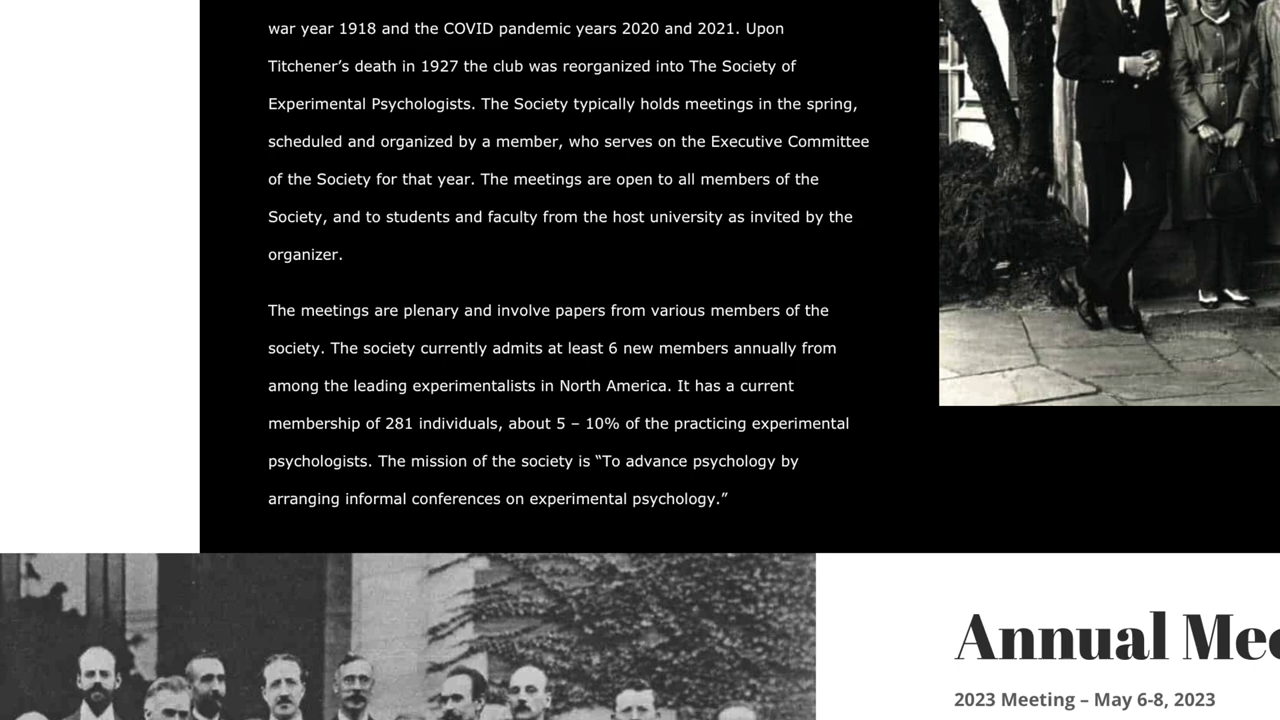 war year 1918 and the COVID pandemic years 2020 and 2021. Upon
Titchener’s death in 1927 the club was reorganized into The Society of
Experimental Psychologists. The Society typically holds meetings in the spring,
scheduled and organized by a member, who serves on the Executive Committee
of the Society for that year. The meetings are open to all members of the
Society, and to students and faculty from the host university as invited by the
organizer.
The meetings are plenary and involve papers from various members of the
society. The society currently admits at least 6 new members annually from
among the leading experimentalists in North America. It has a current
membership of 281 individuals, about 5 – 10% of the practicing experimental
psychologists. The mission of the society is “To advance psychology by
arranging informal conferences on experimental psychology.”
Annual
2023 Meeting – May 6-8, 2023